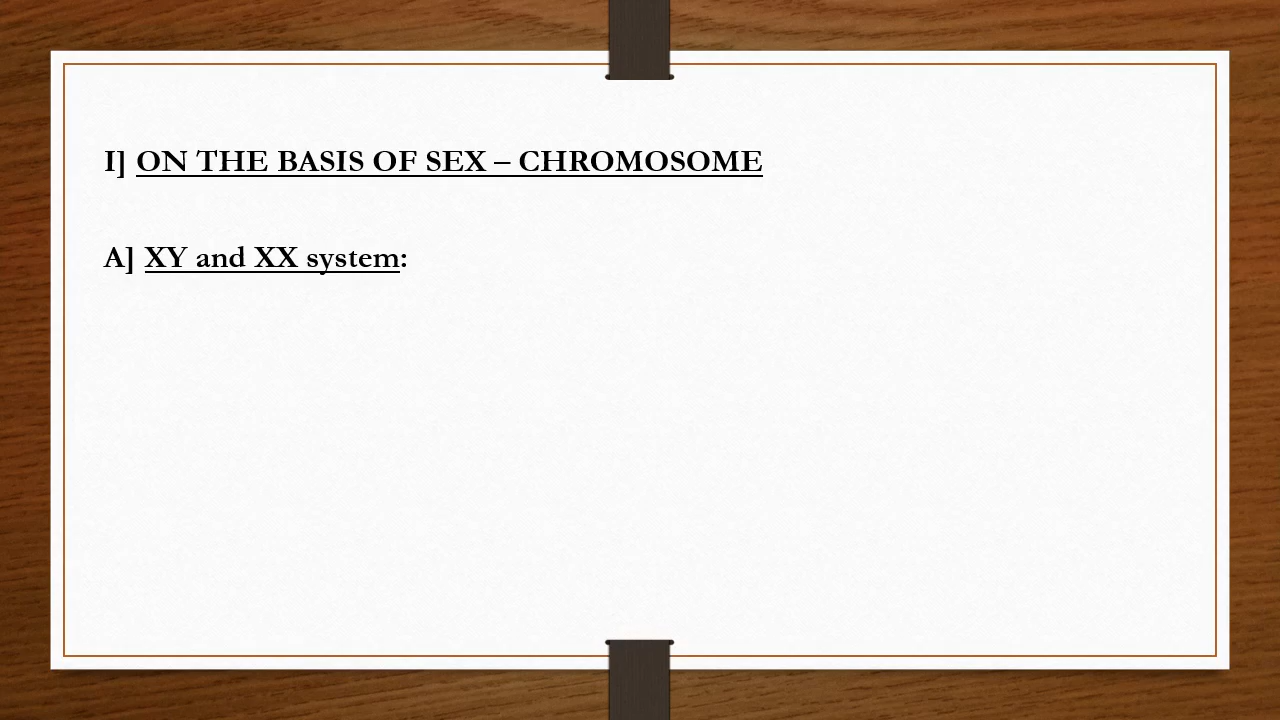 I] ON THE BASIS OF SEX – CHROMOSOME
A] XY and XX system: